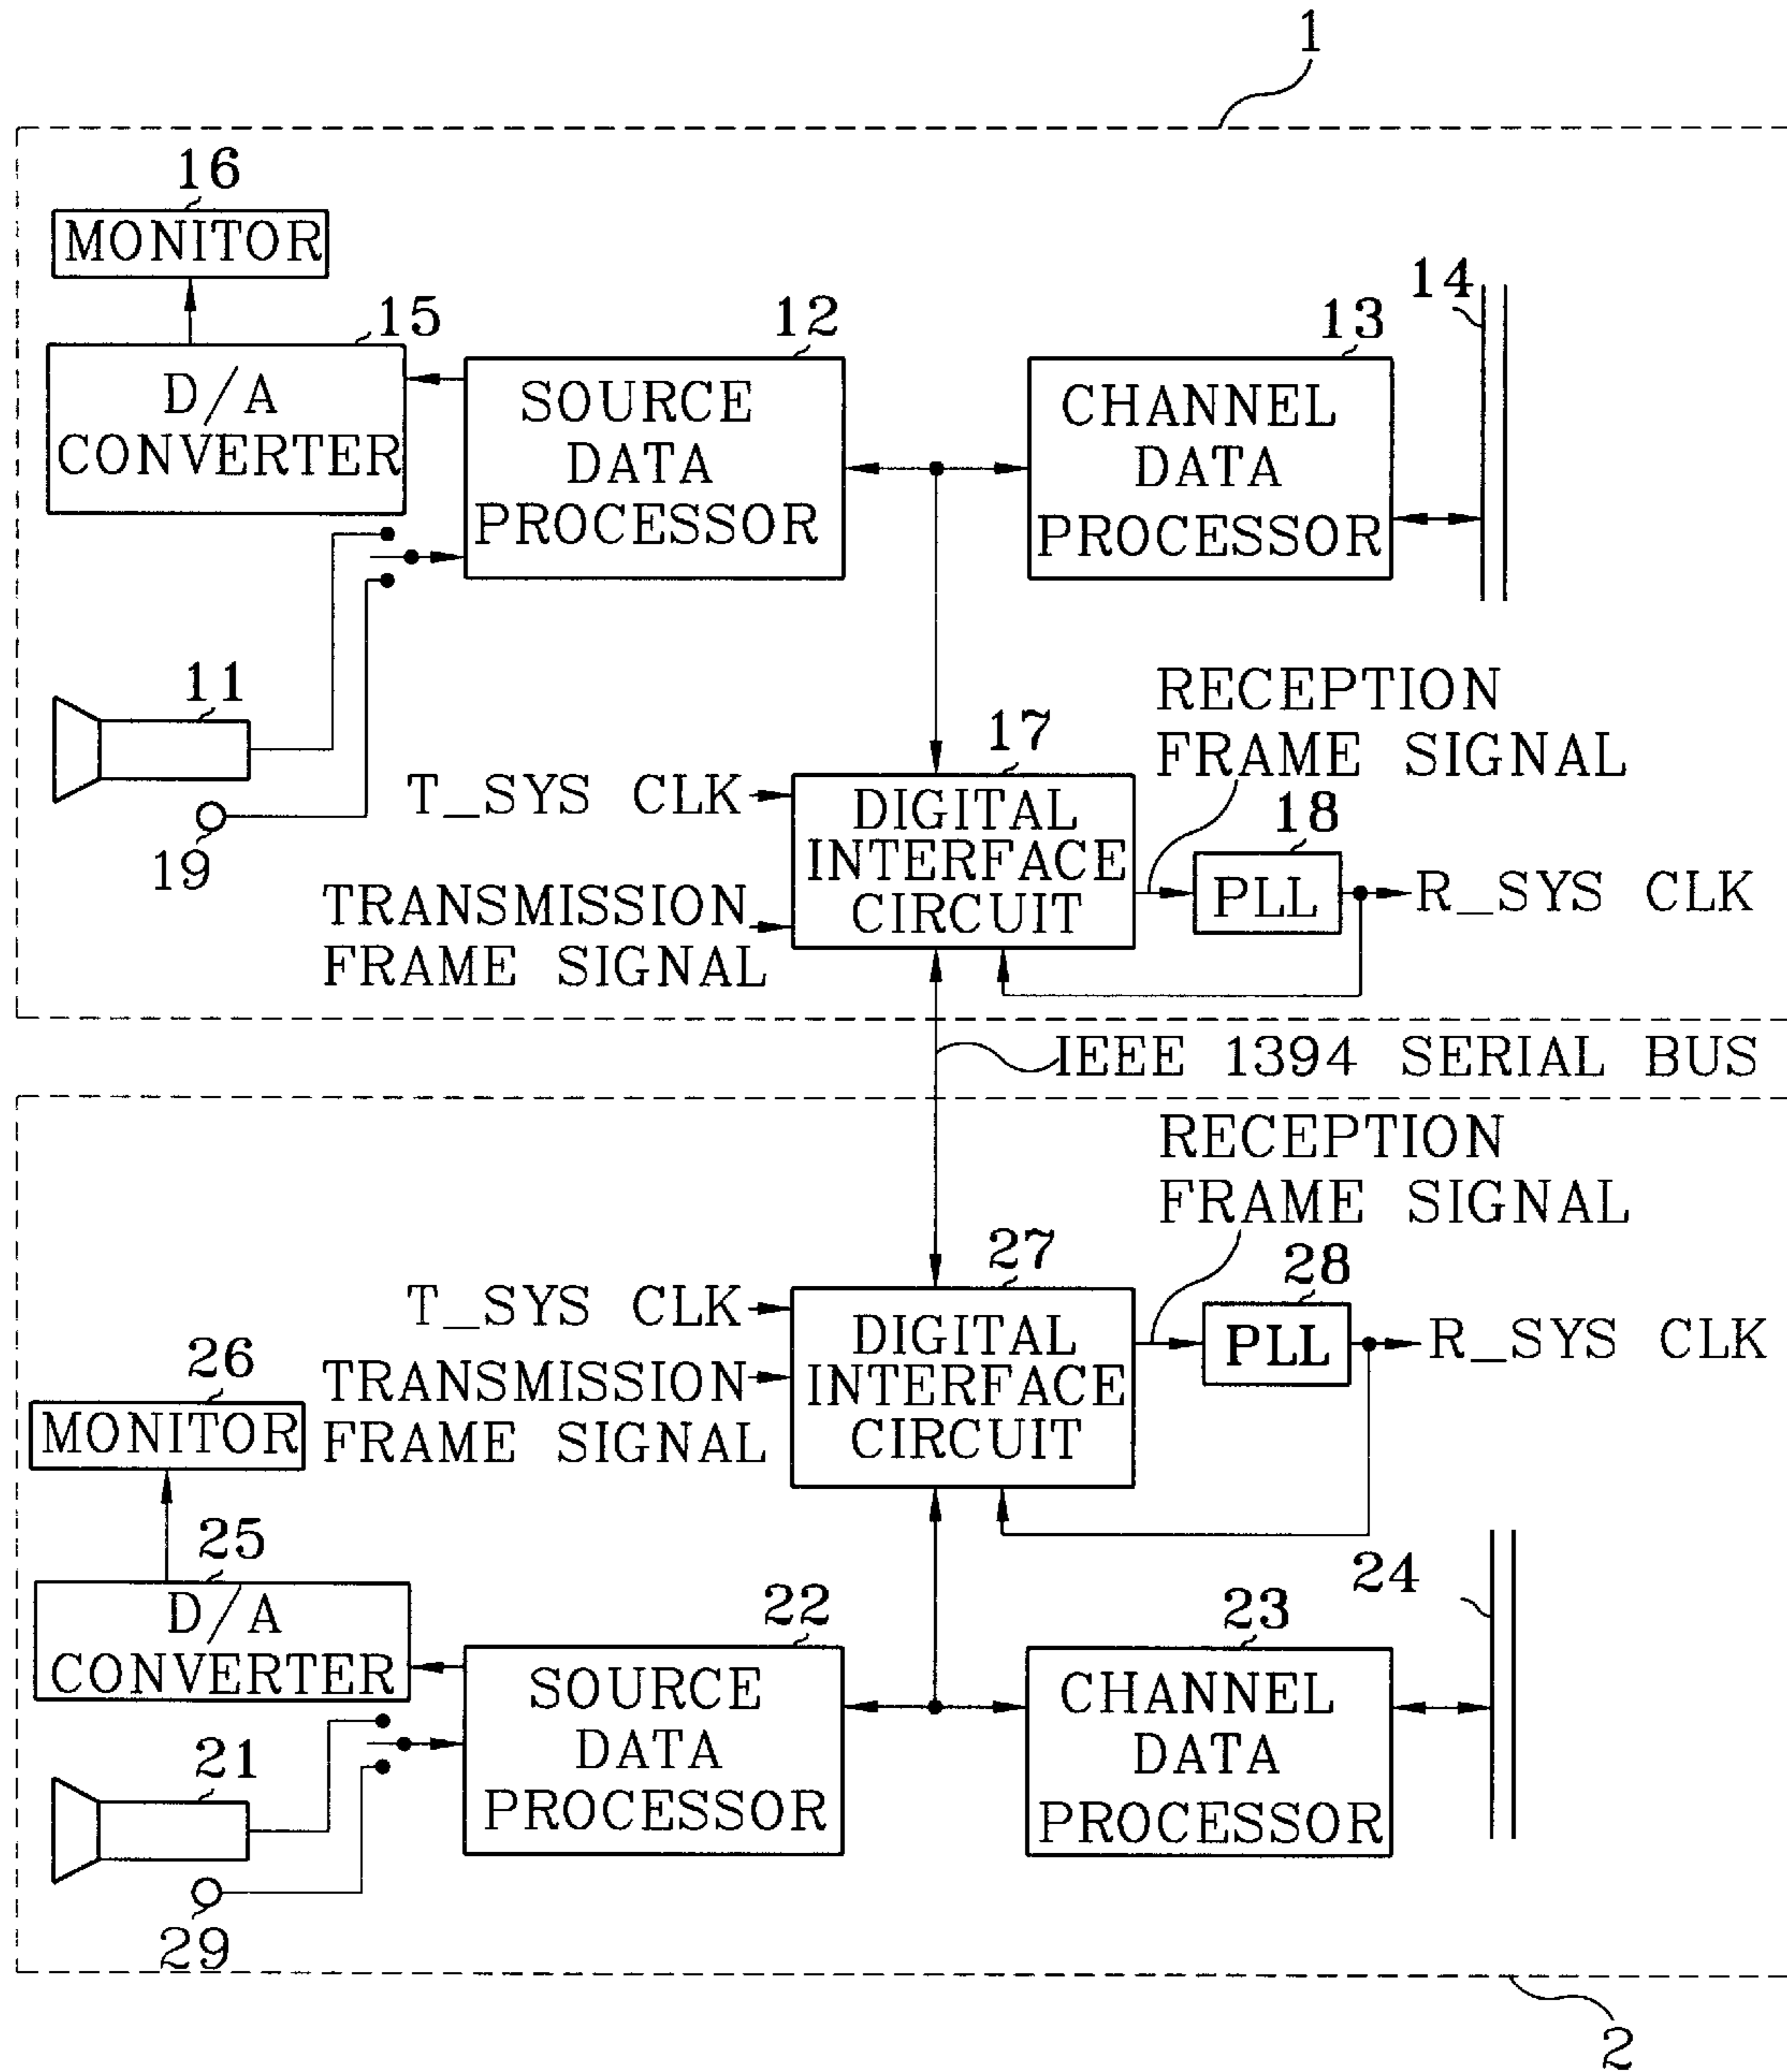 1
16
MONITOR
15
D/A
CONVERTER
12
SOURCE
DATA
PROCESSOR
13
CHANNEL
DATA
PROCESSOR
14
11
19
T_SYS CLK
TRANSMISSION
FRAME SIGNAL
17
DIGITAL
INTERFACE
CIRCUIT
RECEPTION
FRAME SIGNAL
18
PLL
R_SYS CLK
IEEE 1394 SERIAL BUS
RECEPTION
FRAME SIGNAL
27
DIGITAL
INTERFACE
CIRCUIT
28
PLL
R_SYS CLK
T_SYS CLK
TRANSMISSION
FRAME SIGNAL
26
MONITOR
25
D/A
CONVERTER
22
SOURCE
DATA
PROCESSOR
23
CHANNEL
DATA
PROCESSOR
24
21
29
2